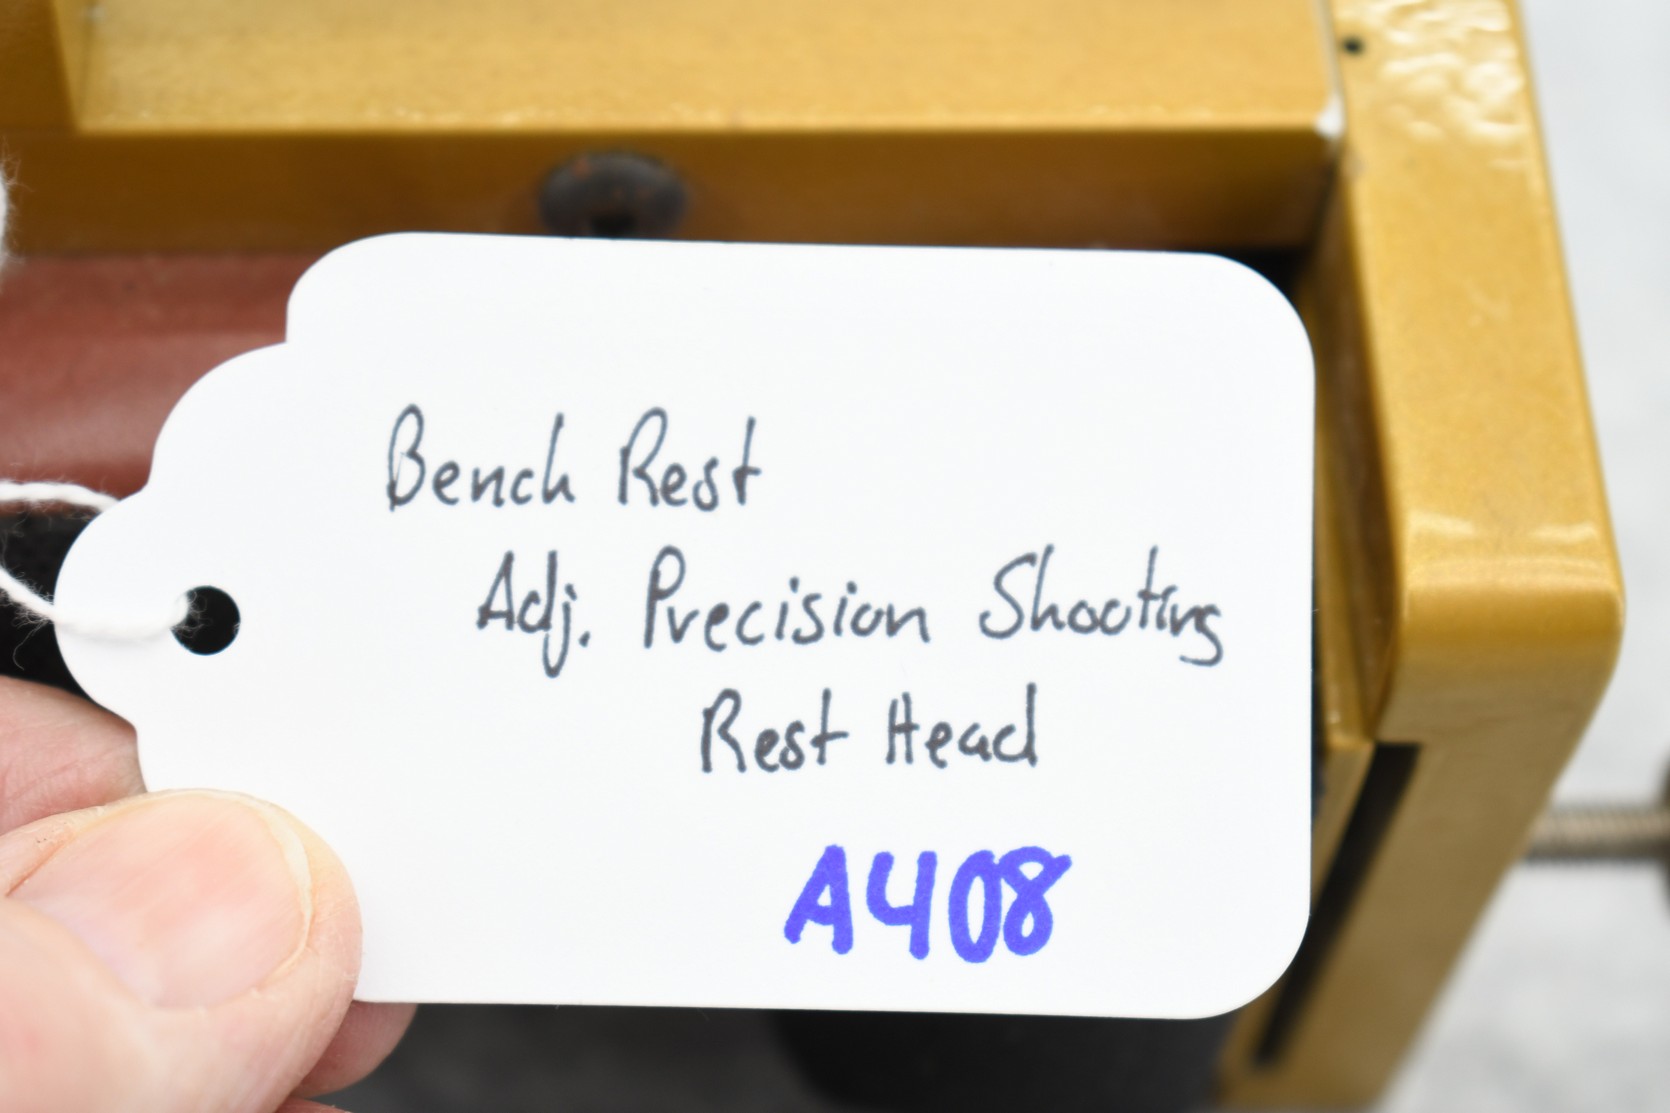 Bench Rest
Adj. Precision Shooting
Rest Head
A408